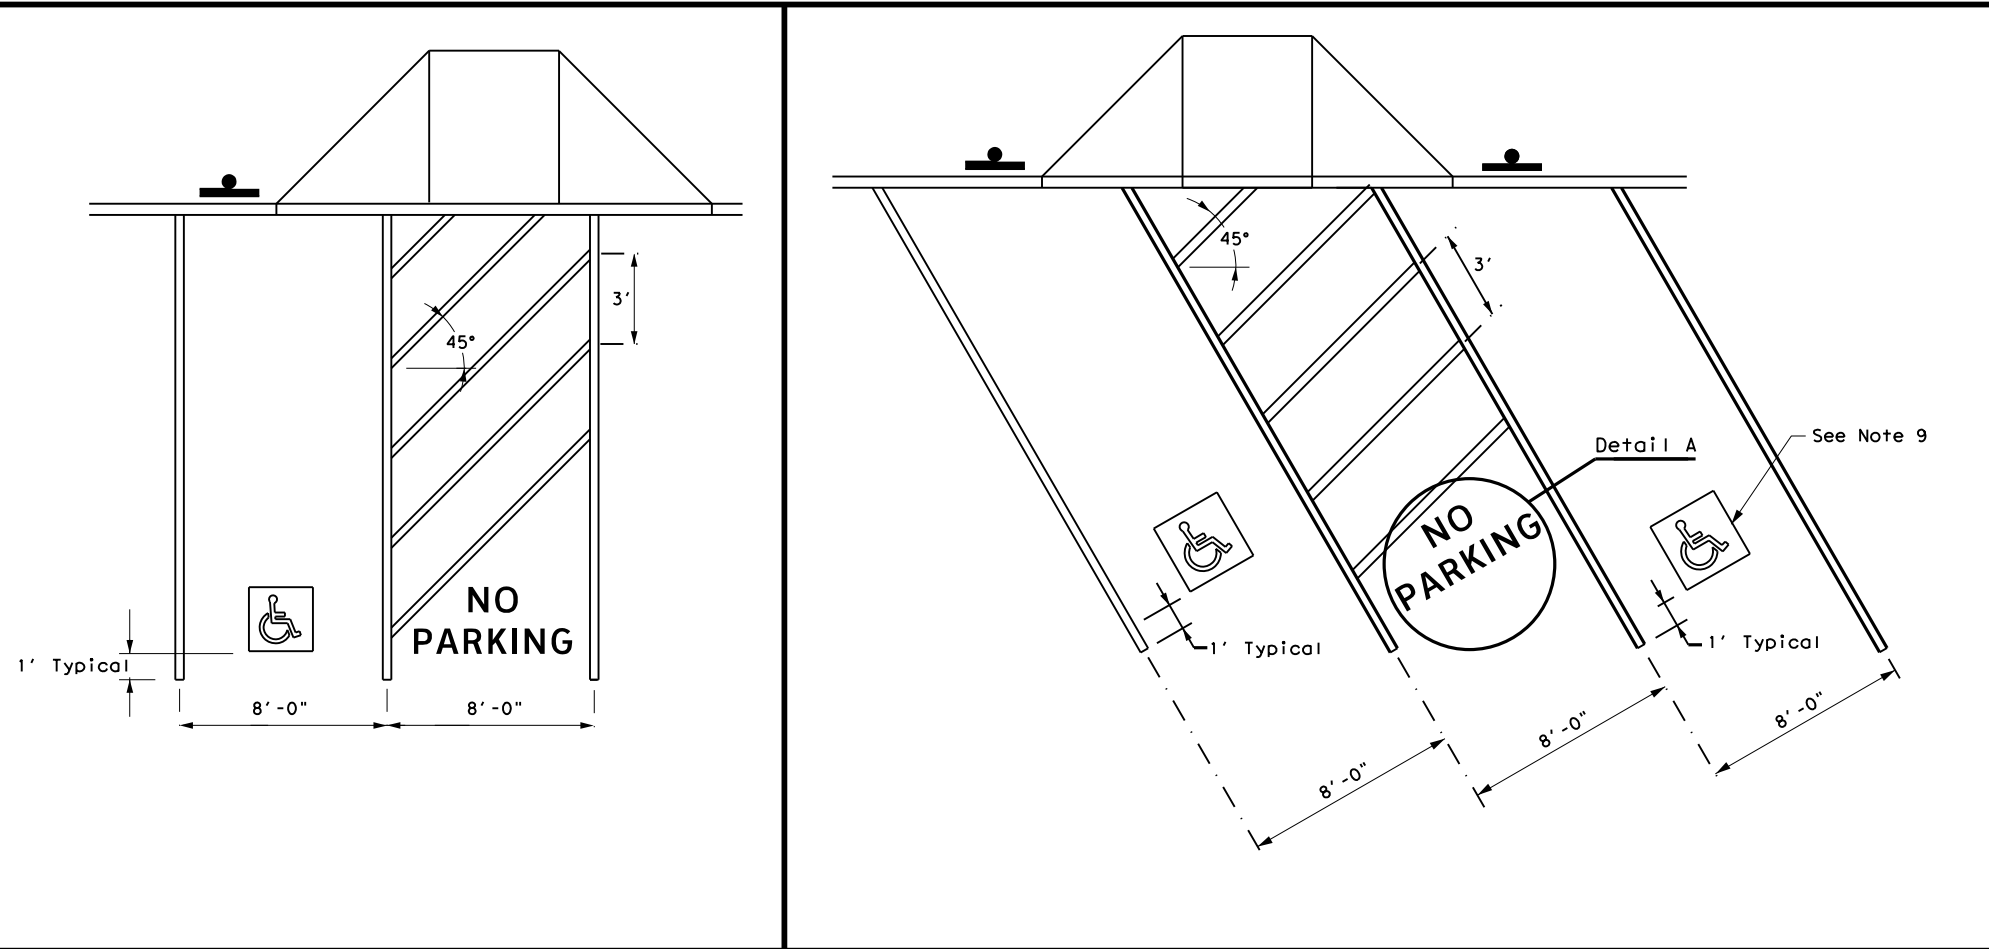 3'
45°
NO
PARKING
1' Typical
8'-0"
8'-0"
45°
3'
Detail A
See Note 9
NO
PARKING
1' Typical
1' Typical
8'-0"
8'-0"
8'-0"